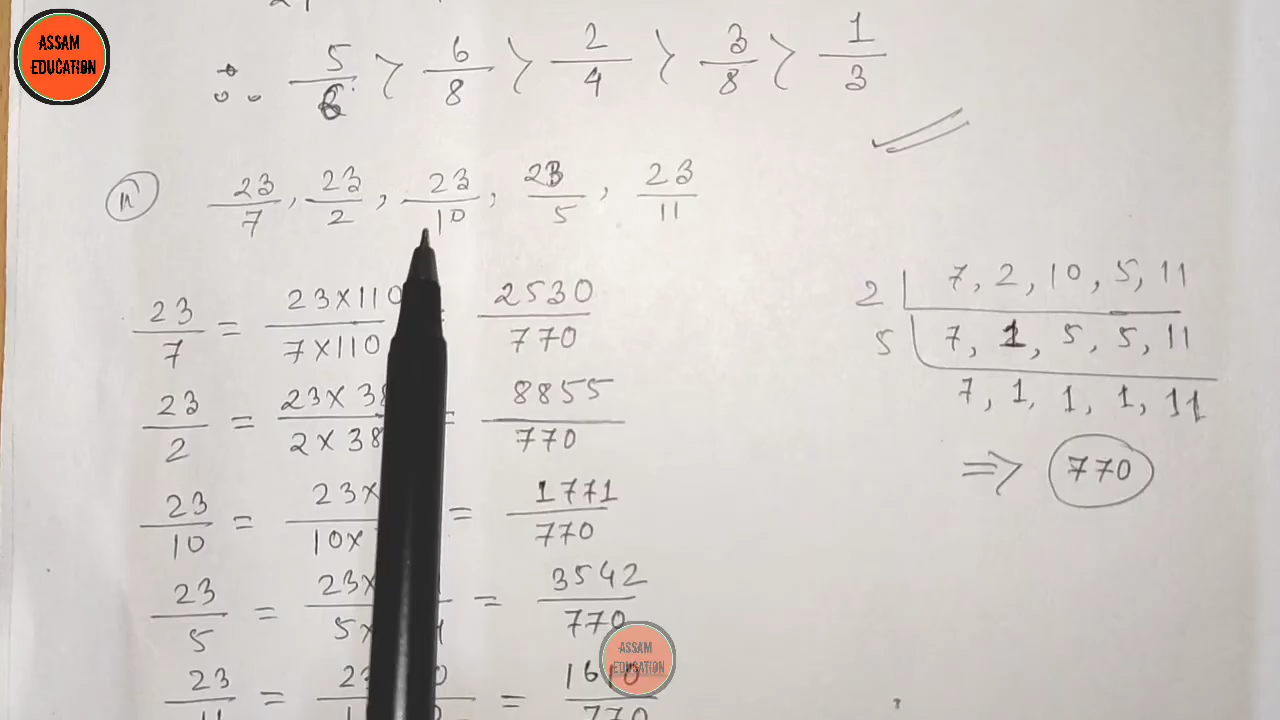 ASSAM
EDUCATION
∴ 5/6 > 6/8 > 2/4 > 3/8 > 1/3
23/7, 23/2, 23/10, 23/5, 23/11
23/7 = 23×110/7×110 = 2530/770
23/2 = 23×38/2×38 = 8855/770
23/10 = 23×/10× = 1771/770
23/5 = 23×/5× = 3542/770
23/11 = = 1610/770
2 | 7, 2, 10, 5, 11
5 | 7, 1, 5, 5, 11
7, 1, 1, 1, 11
=> 770
ASSAM
EDUCATION